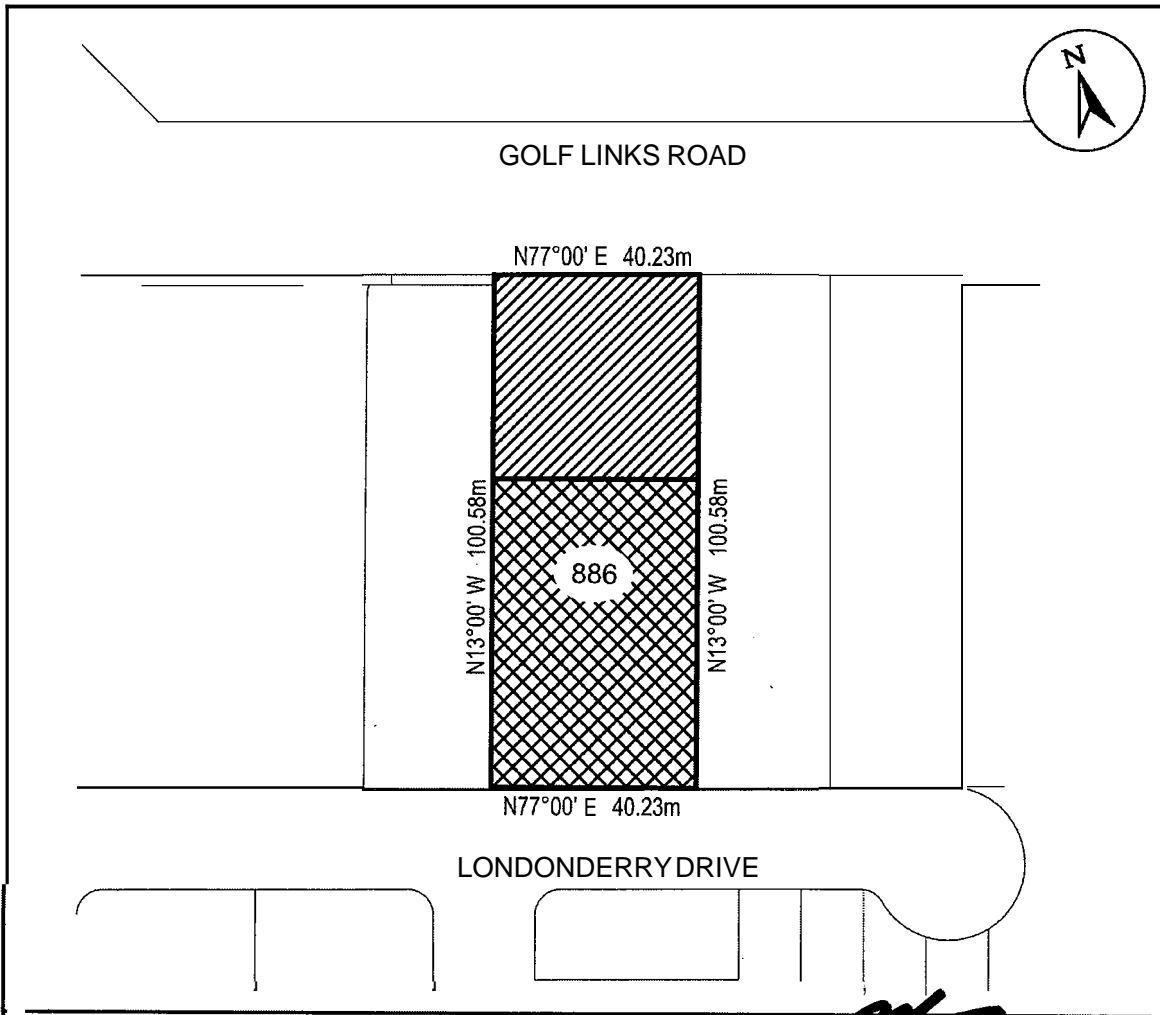 N
GOLF LINKS ROAD
N77°00' E 40.23m
N13°00' W 100.58m
N13°00' W 100.58m
886
N77°00' E 40.23m
LONDONDERRY DRIVE